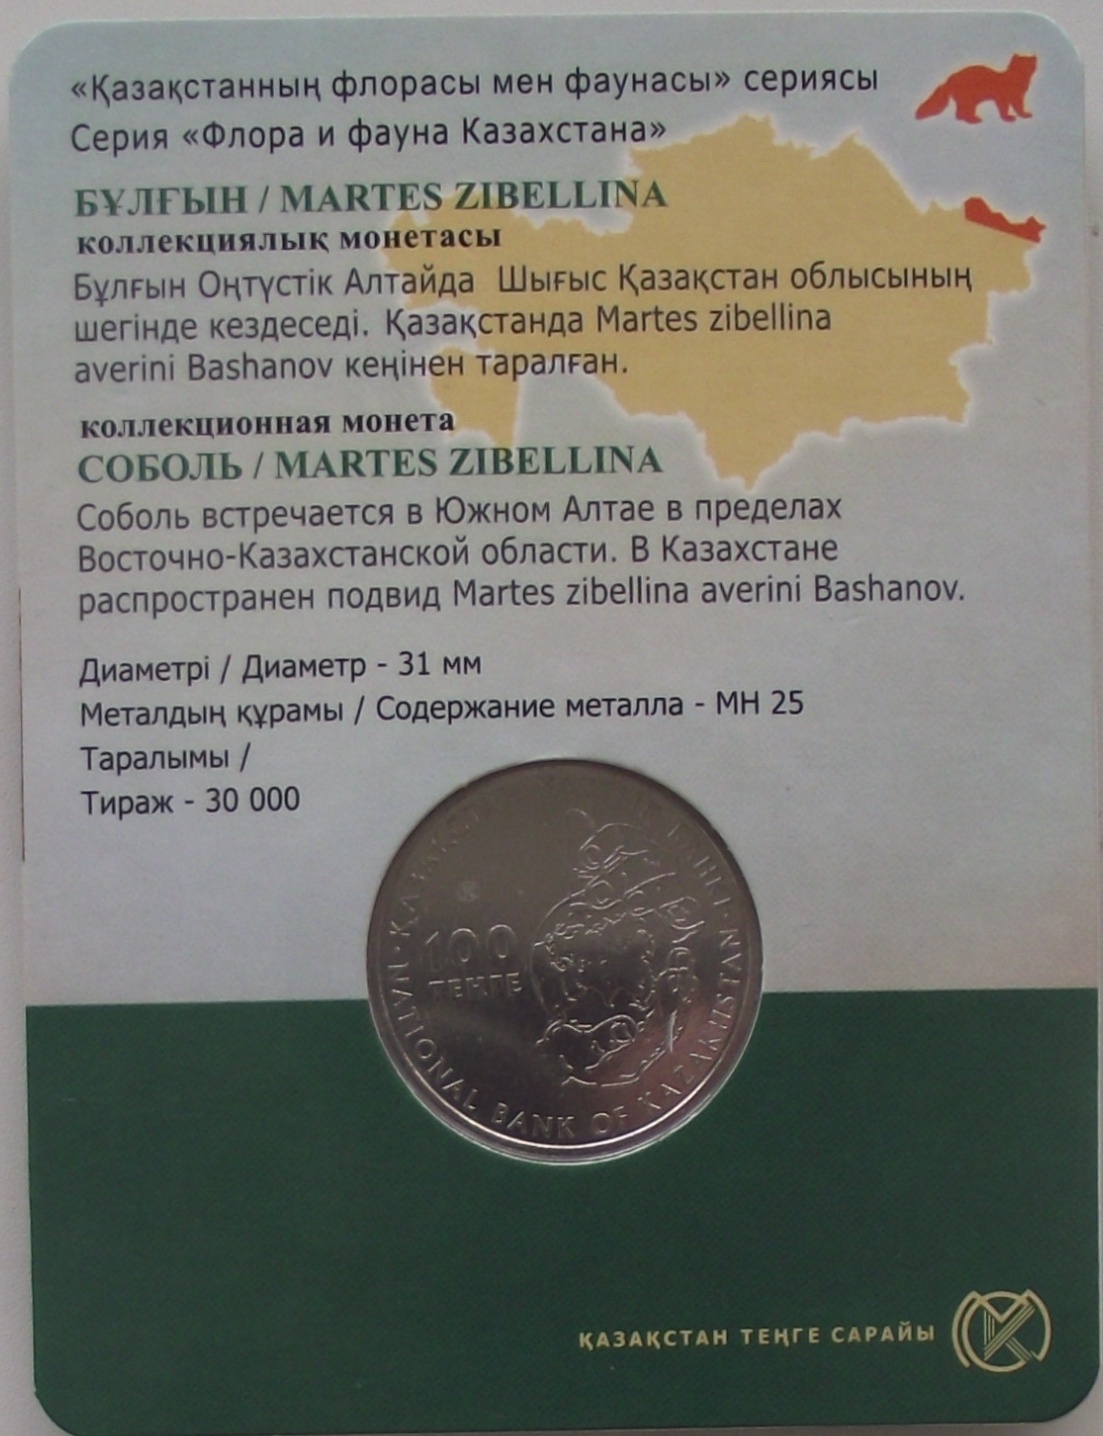 «Қазақстанның флорасы мен фаунасы» сериясы
Серия «Флора и фауна Казахстана»
БҰЛҒЫН / MARTES ZIBELLINA
коллекциялық монетасы
Бұлғын Оңтүстік Алтайда Шығыс Қазақстан облысының
шегінде кездеседі. Қазақстанда Martes zibellina
averini Bashanov кеңінен таралған.
коллекционная монета
СОБОЛЬ / MARTES ZIBELLINA
Соболь встречается в Южном Алтае в пределах
Восточно-Казахстанской области. В Казахстане
распространен подвид Martes zibellina averini Bashanov.
Диаметрі / Диаметр - 31 мм
Металдың құрамы / Содержание металла - МН 25
Таралымы /
Тираж - 30 000
100
ТЕҢГЕ
NATIONAL BANK OF KAZAKHSTAN
ҚАЗАҚСТАН ТЕҢГЕ САРАЙЫ